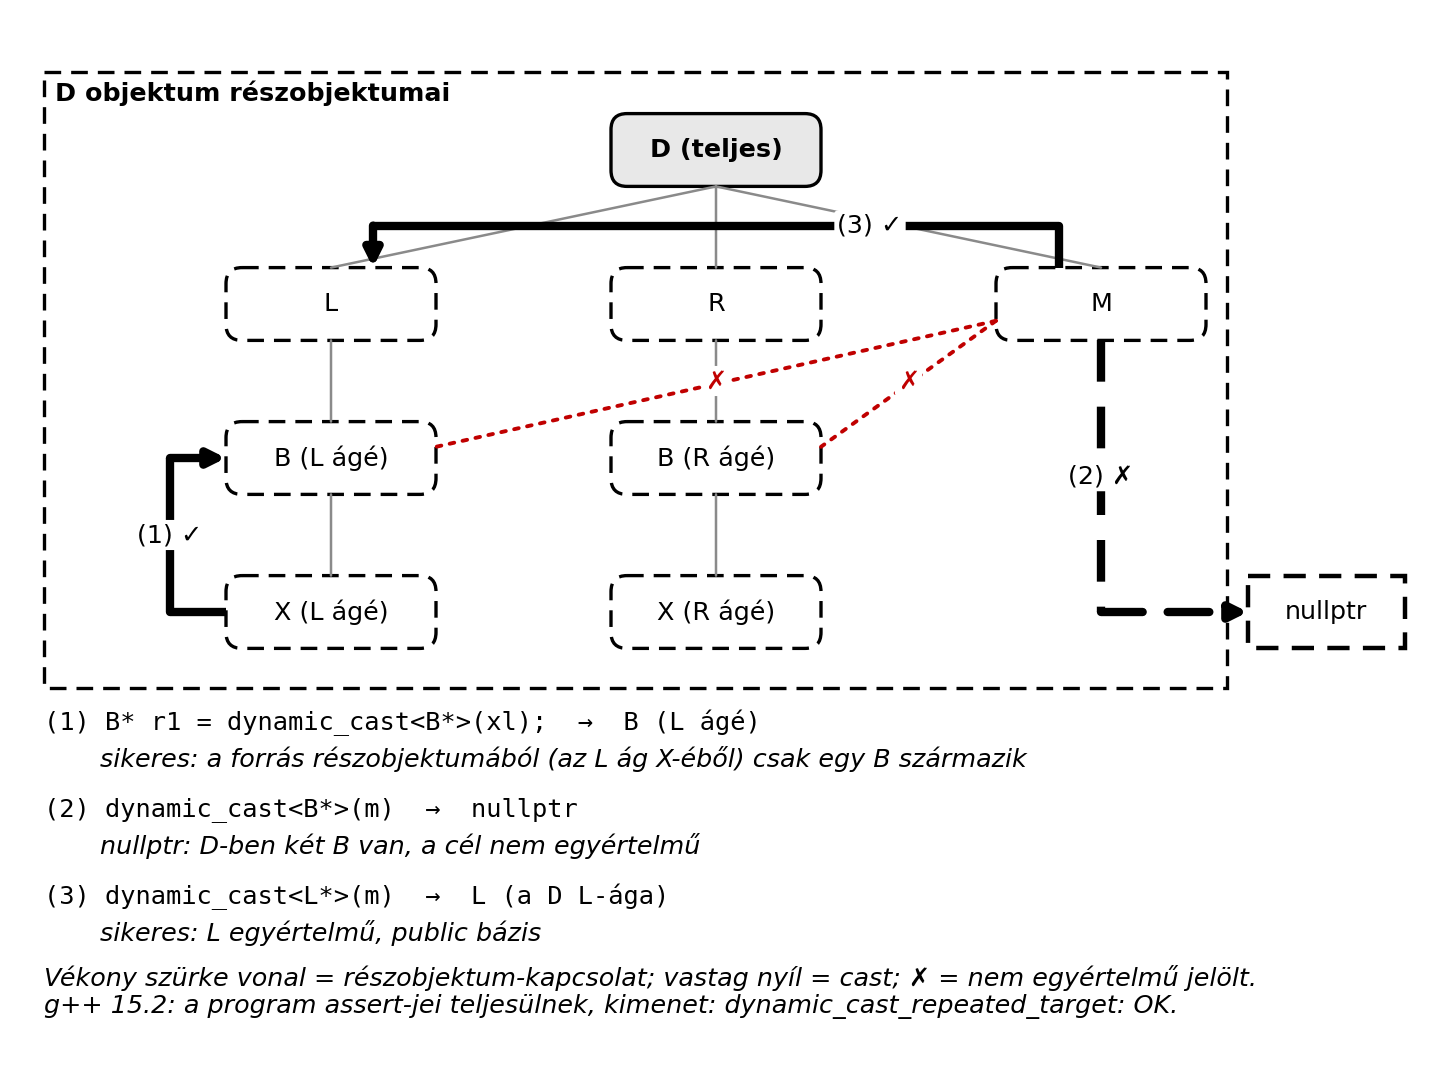 D objektum részobjektumai
D (teljes)
(3) ✓
L
R
M
✗
✗
B (L ágé)
B (R ágé)
(2) ✗
(1) ✓
X (L ágé)
X (R ágé)
nullptr
(1) B* r1 = dynamic_cast<B*>(xl);  →  B (L ágé)
sikeres: a forrás részobjektumából (az L ág X-éből) csak egy B származik
(2) dynamic_cast<B*>(m)  →  nullptr
nullptr: D-ben két B van, a cél nem egyértelmű
(3) dynamic_cast<L*>(m)  →  L (a D L-ága)
sikeres: L egyértelmű, public bázis
Vékony szürke vonal = részobjektum-kapcsolat; vastag nyíl = cast; ✗ = nem egyértelmű jelölt.
g++ 15.2: a program assert-jei teljesülnek, kimenet: dynamic_cast_repeated_target: OK.